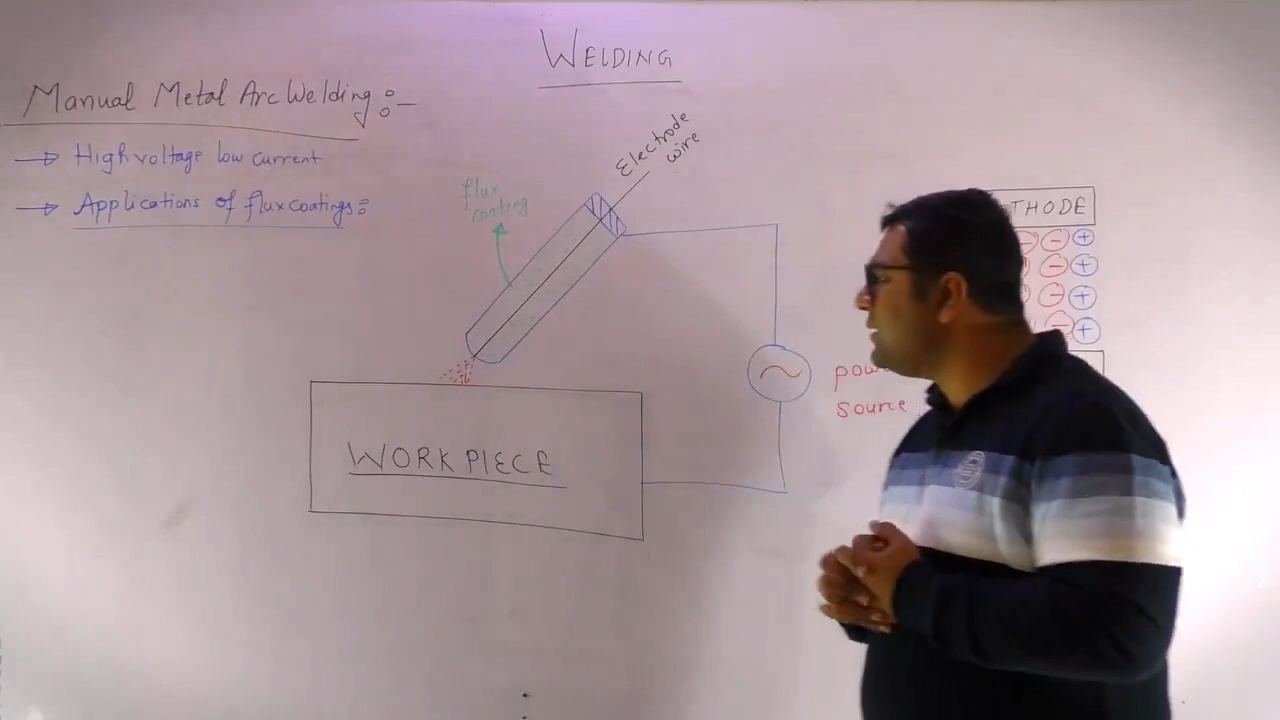 WELDING
Manual Metal Arc Welding :-
→ High voltage low current
→ Applications of flux coatings :
Electrode
wire
flux
coating
THODE
− − +
− +
− +
− +
source
WORKPIECE